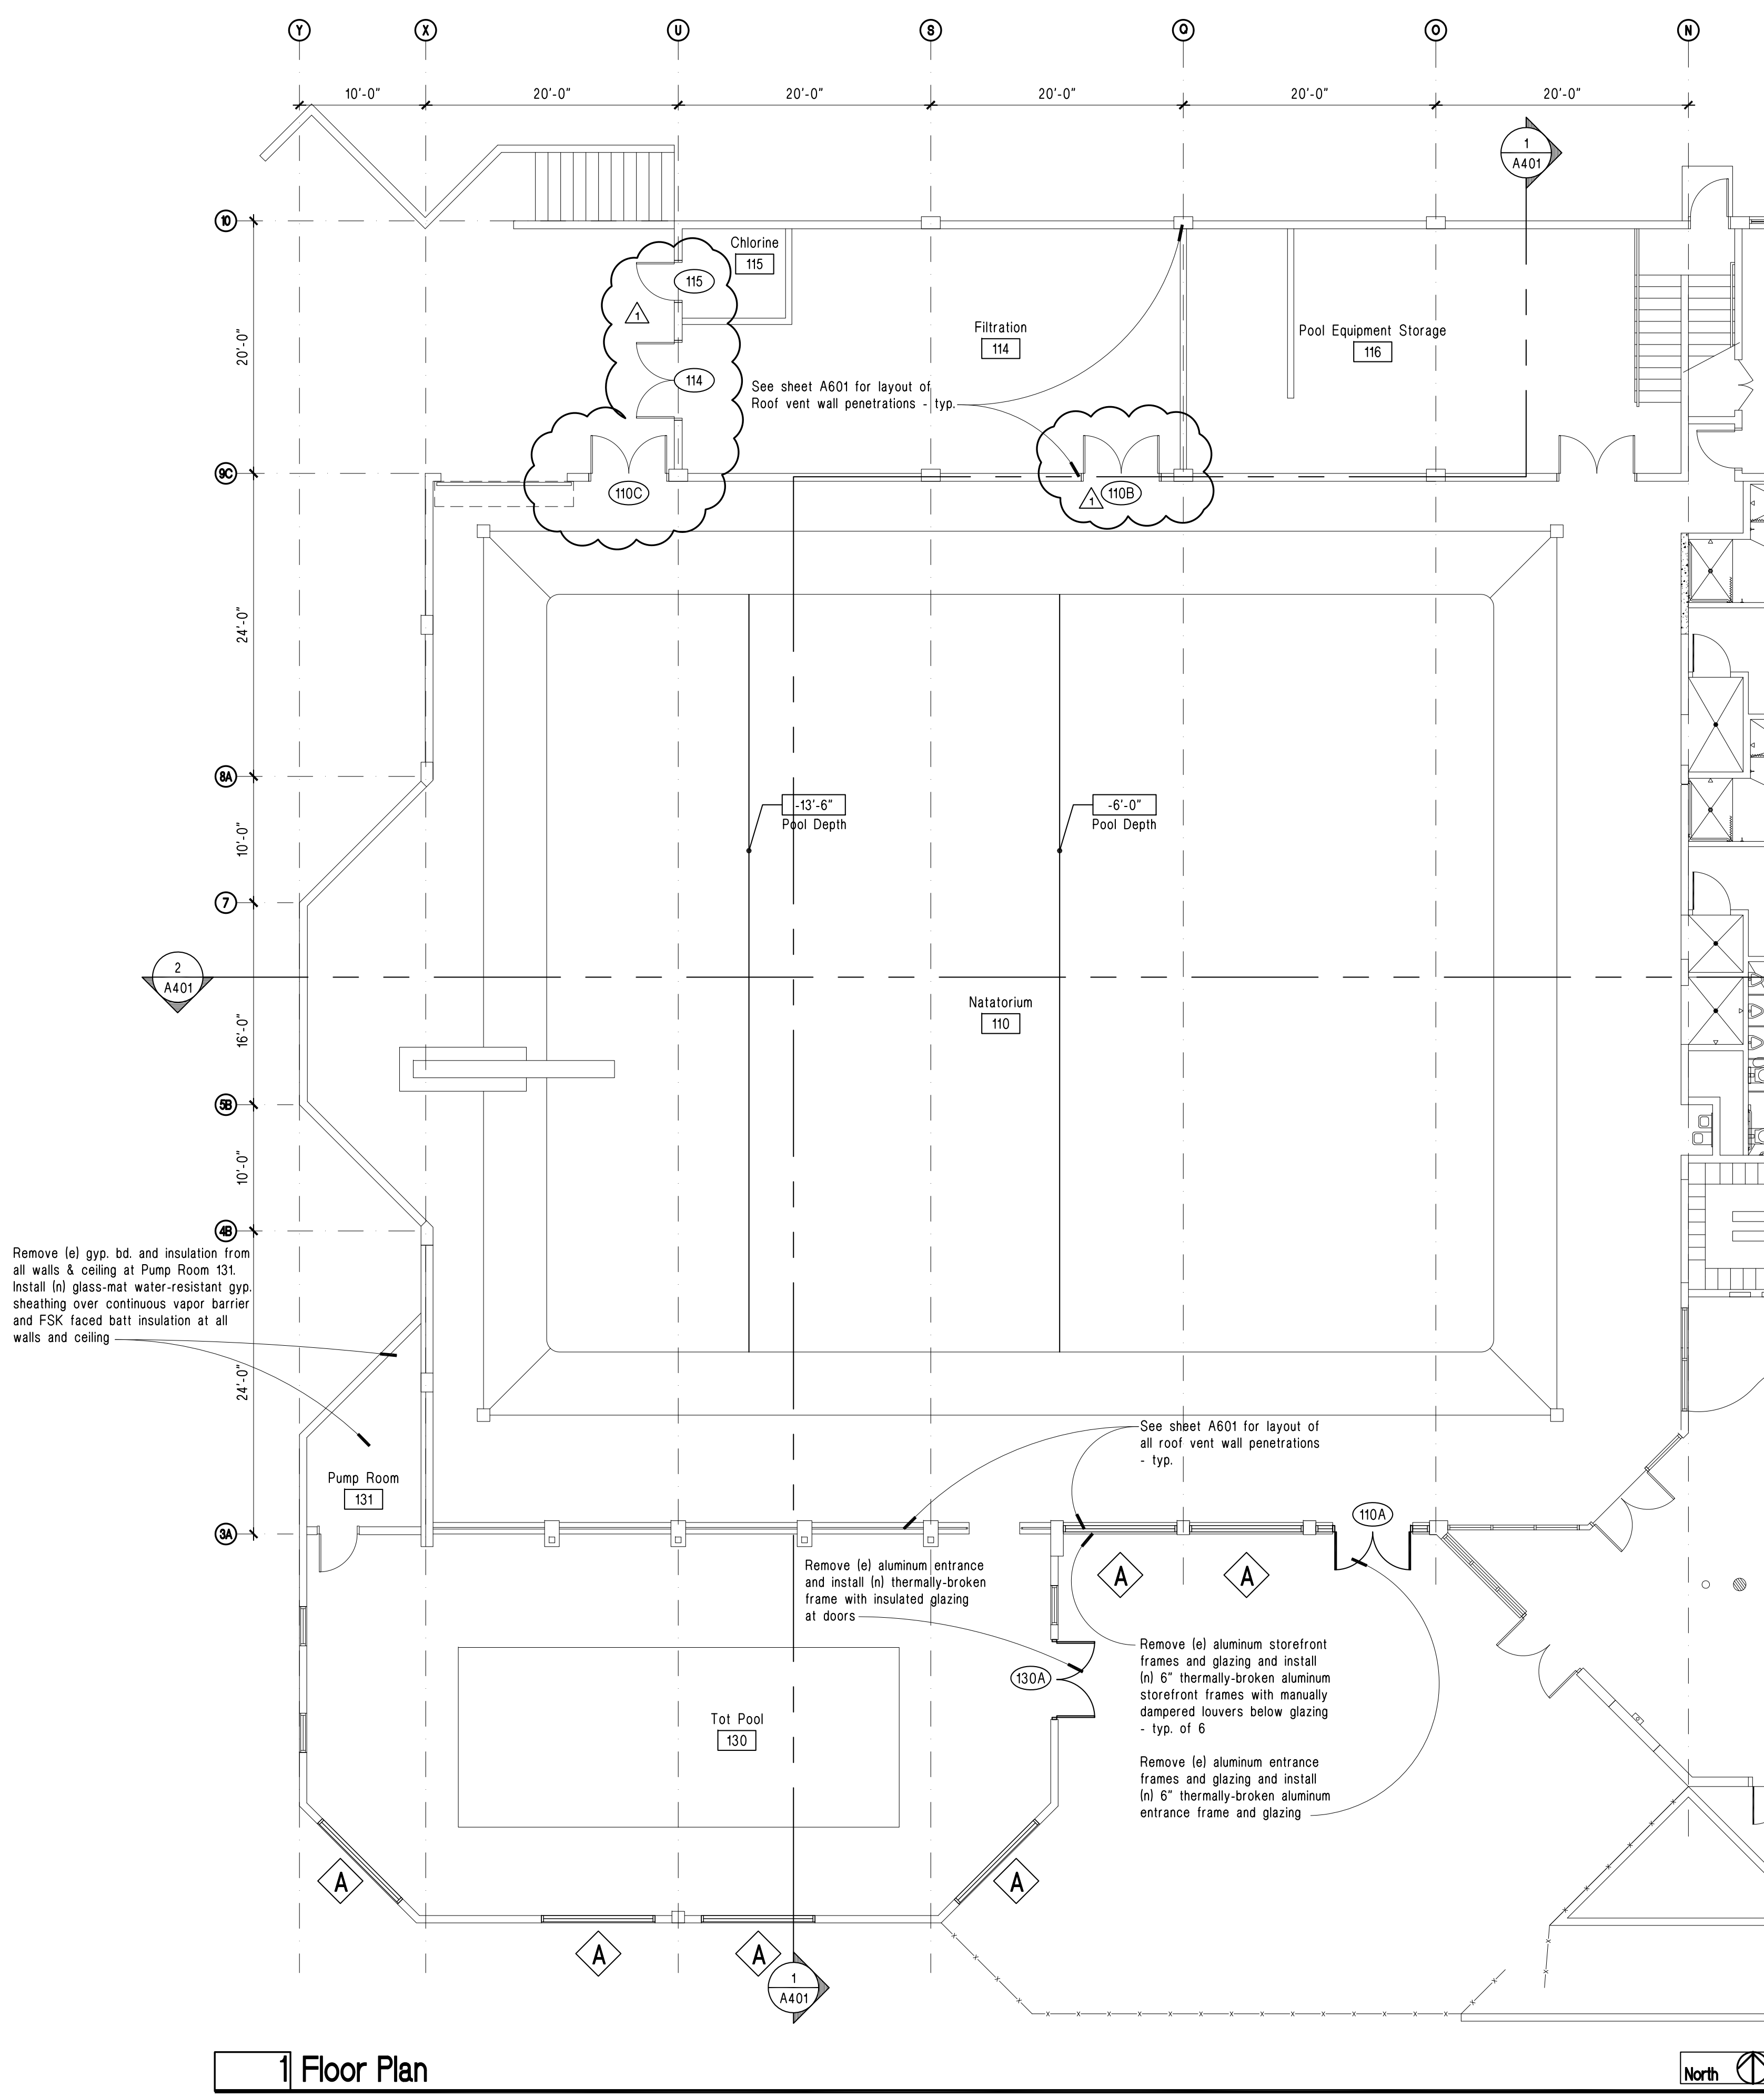 Y X U S Q O N
10'-0" 20'-0" 20'-0" 20'-0" 20'-0" 20'-0"
1
A401
10
Chlorine
115
115
1
20'-0"
Filtration
114
Pool Equipment Storage
116
114
See sheet A601 for layout of
Roof vent wall penetrations - typ.
9C
110C
1
110B
24'-0"
8A
-13'-6"
Pool Depth
-6'-0"
Pool Depth
10'-0"
7
2
A401
Natatorium
110
16'-0"
5B
10'-0"
4B
Remove (e) gyp. bd. and insulation from
all walls & ceiling at Pump Room 131.
Install (n) glass-mat water-resistant gyp.
sheathing over continuous vapor barrier
and FSK faced batt insulation at all
walls and ceiling
24'-0"
See sheet A601 for layout of
all roof vent wall penetrations
- typ.
Pump Room
131
110A
3A
Remove (e) aluminum entrance
and install (n) thermally-broken
frame with insulated glazing
at doors
A
A
Remove (e) aluminum storefront
frames and glazing and install
(n) 6" thermally-broken aluminum
storefront frames with manually
dampered louvers below glazing
- typ. of 6
130A
Tot Pool
130
Remove (e) aluminum entrance
frames and glazing and install
(n) 6" thermally-broken aluminum
entrance frame and glazing
A
A
A
A
1
A401
1 Floor Plan
North